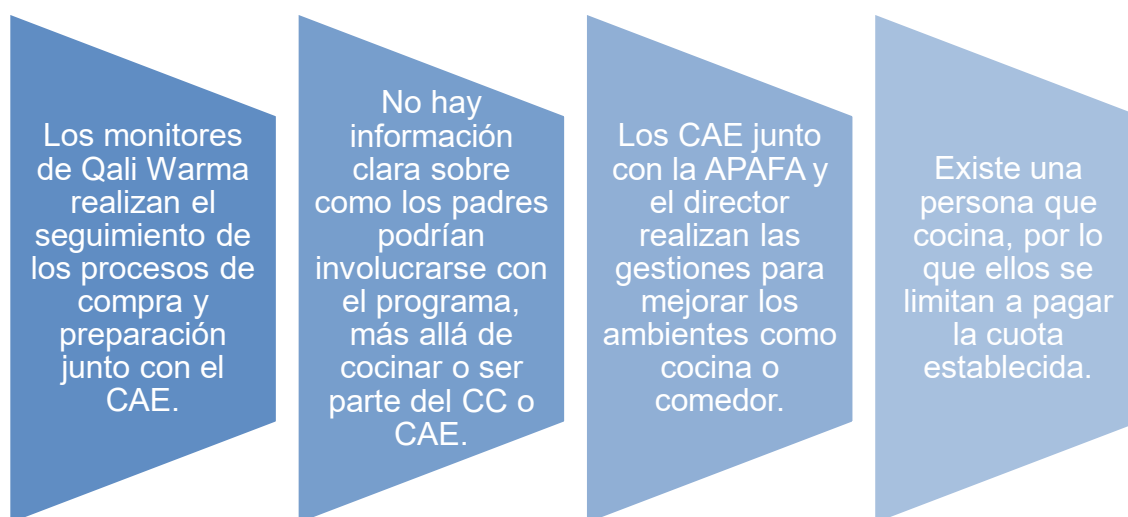 Los monitores
de Qali Warma
realizan el
seguimiento de
los procesos de
compra y
preparación
junto con el
CAE.
No hay
información
clara sobre
como los padres
podrían
involucrarse con
el programa,
más allá de
cocinar o ser
parte del CC o
CAE.
Los CAE junto
con la APAFA y
el director
realizan las
gestiones para
mejorar los
ambientes como
cocina o
comedor.
Existe una
persona que
cocina, por lo
que ellos se
limitan a pagar
la cuota
establecida.